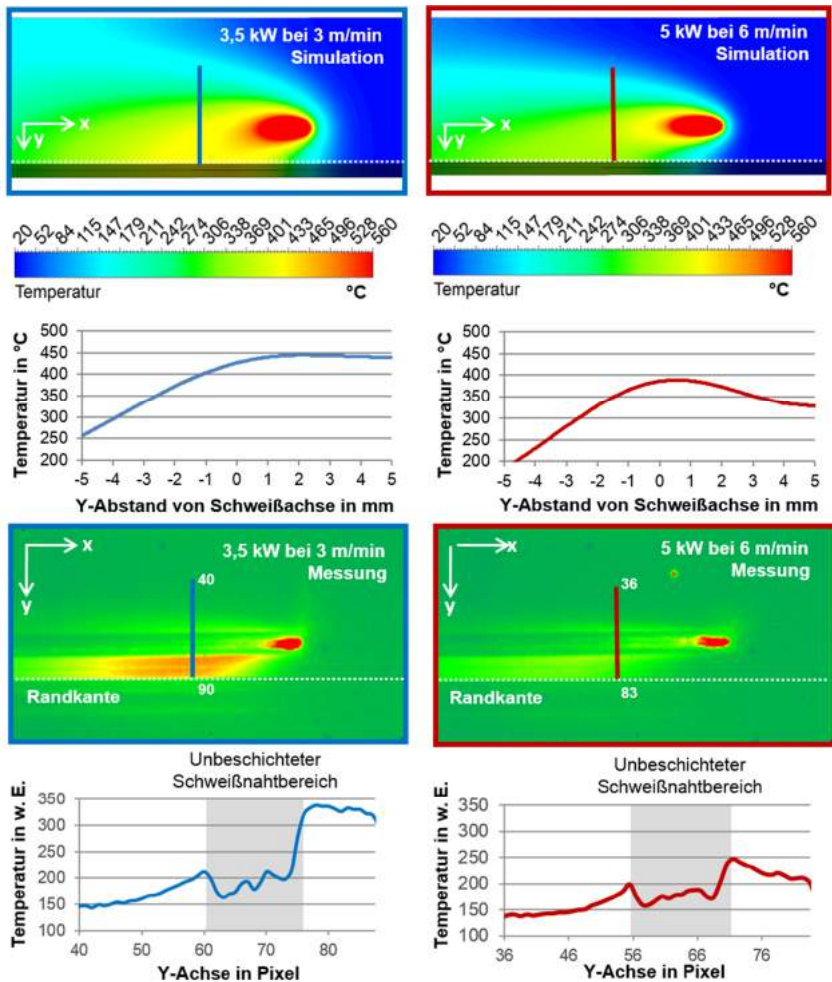 3,5 kW bei 3 m/min
Simulation
x
y
20 52 84 115 147 179 211 242 274 306 338 369 401 433 465 496 528 560
Temperatur °C
Temperatur in °C
500
450
400
350
300
250
200
-5 -4 -3 -2 -1 0 1 2 3 4 5
Y-Abstand von Schweißachse in mm
5 kW bei 6 m/min
Simulation
x
y
20 52 84 115 147 179 211 242 274 306 338 369 401 433 465 496 528 560
Temperatur °C
Temperatur in °C
500
450
400
350
300
250
200
-5 -4 -3 -2 -1 0 1 2 3 4 5
Y-Abstand von Schweißachse in mm
x
y
3,5 kW bei 3 m/min
Messung
40
90
Randkante
Unbeschichteter
Schweißnahtbereich
Temperatur in w. E.
350
300
250
200
150
100
40 50 60 70 80
Y-Achse in Pixel
x
y
5 kW bei 6 m/min
Messung
36
83
Randkante
Unbeschichteter
Schweißnahtbereich
Temperatur in w. E.
350
300
250
200
150
100
36 46 56 66 76
Y-Achse in Pixel